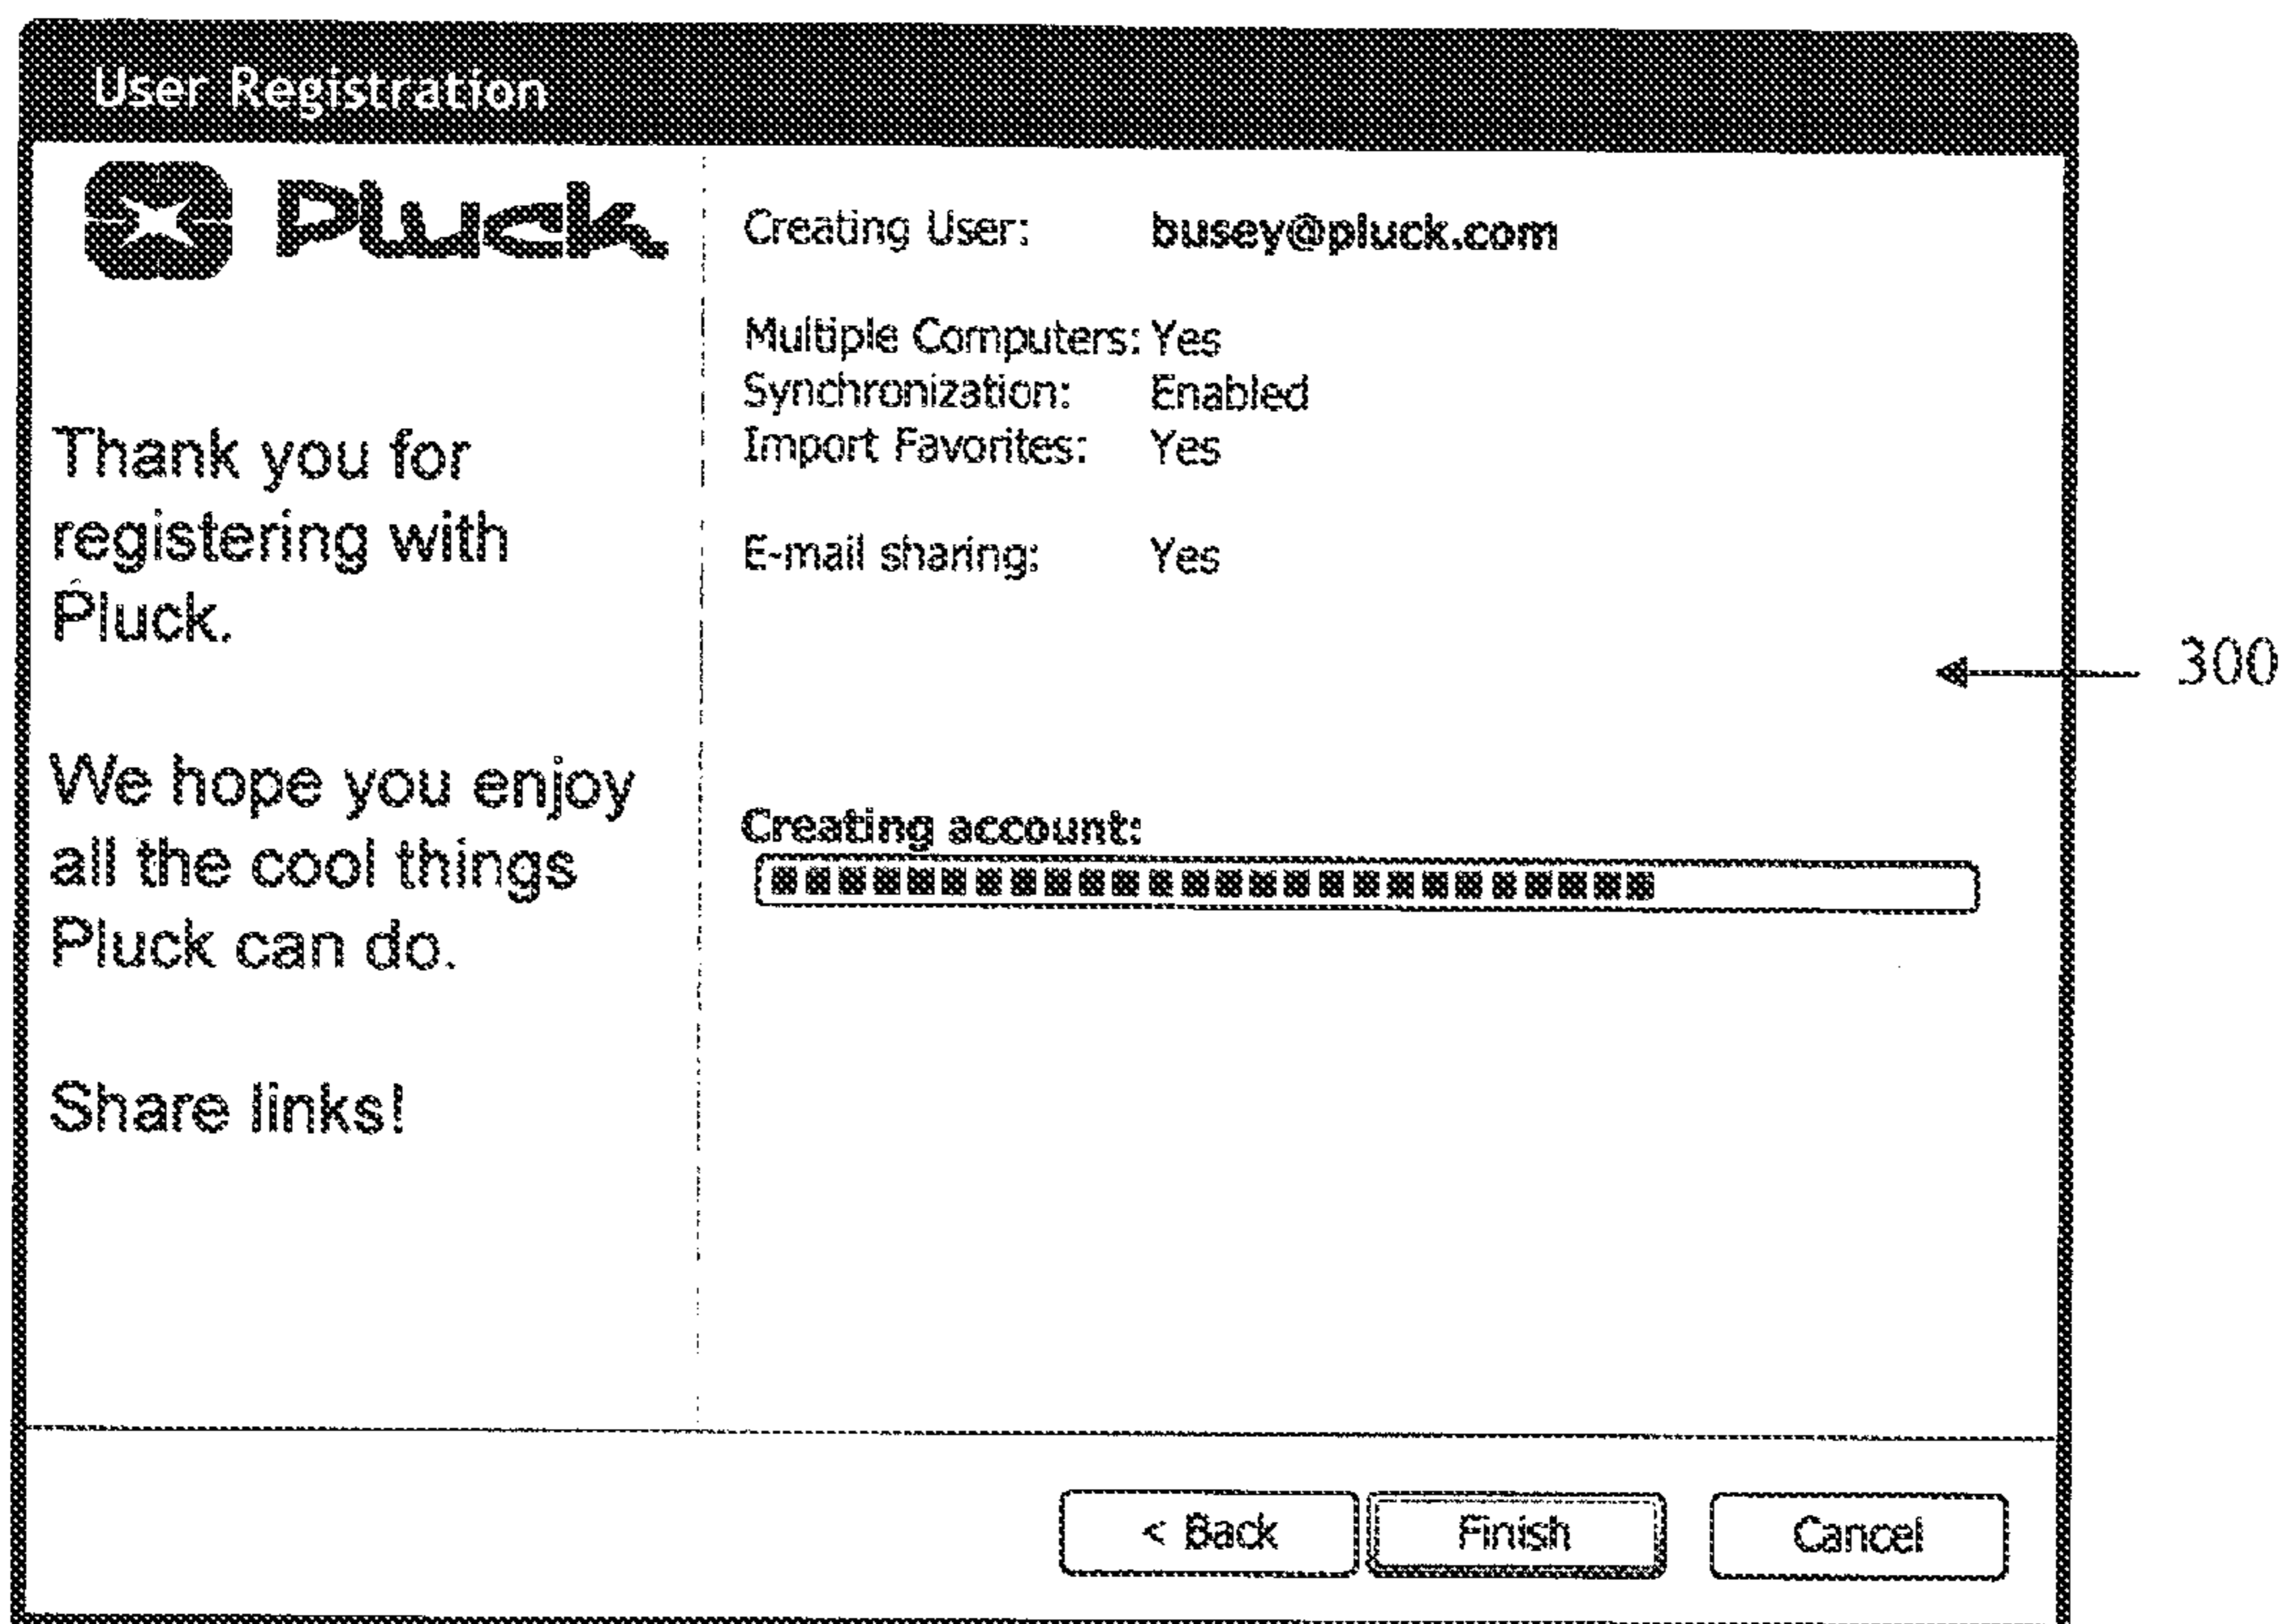 User Registration
Pluck
Thank you for
registering with
Pluck.
We hope you enjoy
all the cool things
Pluck can do.
Share links!
Creating User: busey@pluck.com
Multiple Computers: Yes
Synchronization: Enabled
Import Favorites: Yes
E-mail sharing: Yes
Creating account:
300
< Back
Finish
Cancel